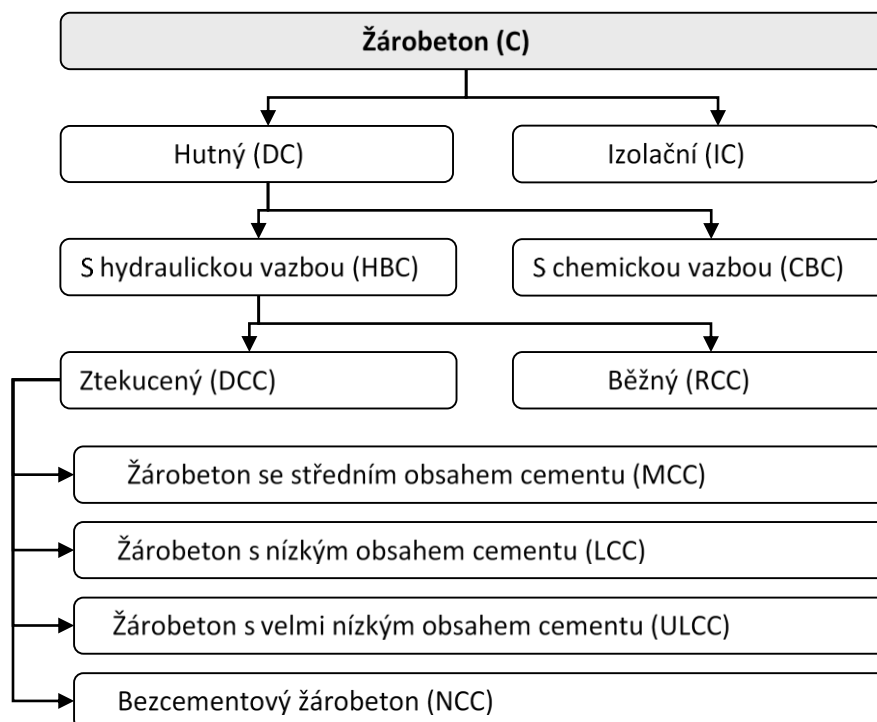 Žárobeton (C)
Hutný (DC)
Izolační (IC)
S hydraulickou vazbou (HBC)
S chemickou vazbou (CBC)
Ztekucený (DCC)
Běžný (RCC)
Žárobeton se středním obsahem cementu (MCC)
Žárobeton s nízkým obsahem cementu (LCC)
Žárobeton s velmi nízkým obsahem cementu (ULCC)
Bezcementový žárobeton (NCC)